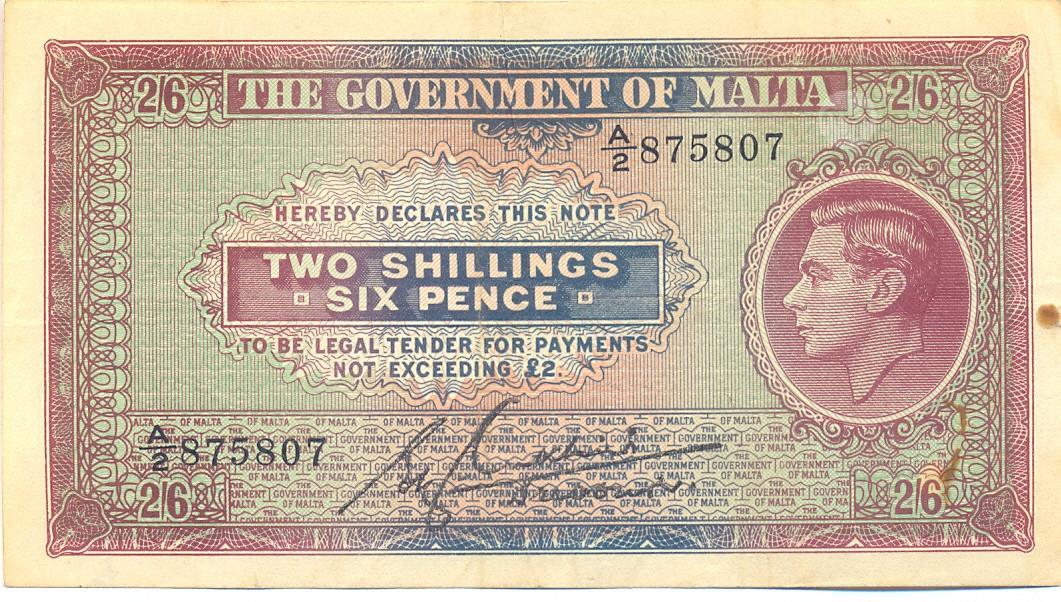 2/6 THE GOVERNMENT OF MALTA 2/6
A/2 875807
HEREBY DECLARES THIS NOTE
TWO SHILLINGS
SIX PENCE
TO BE LEGAL TENDER FOR PAYMENTS
NOT EXCEEDING £2.
A/2 875807
2/6 2/6